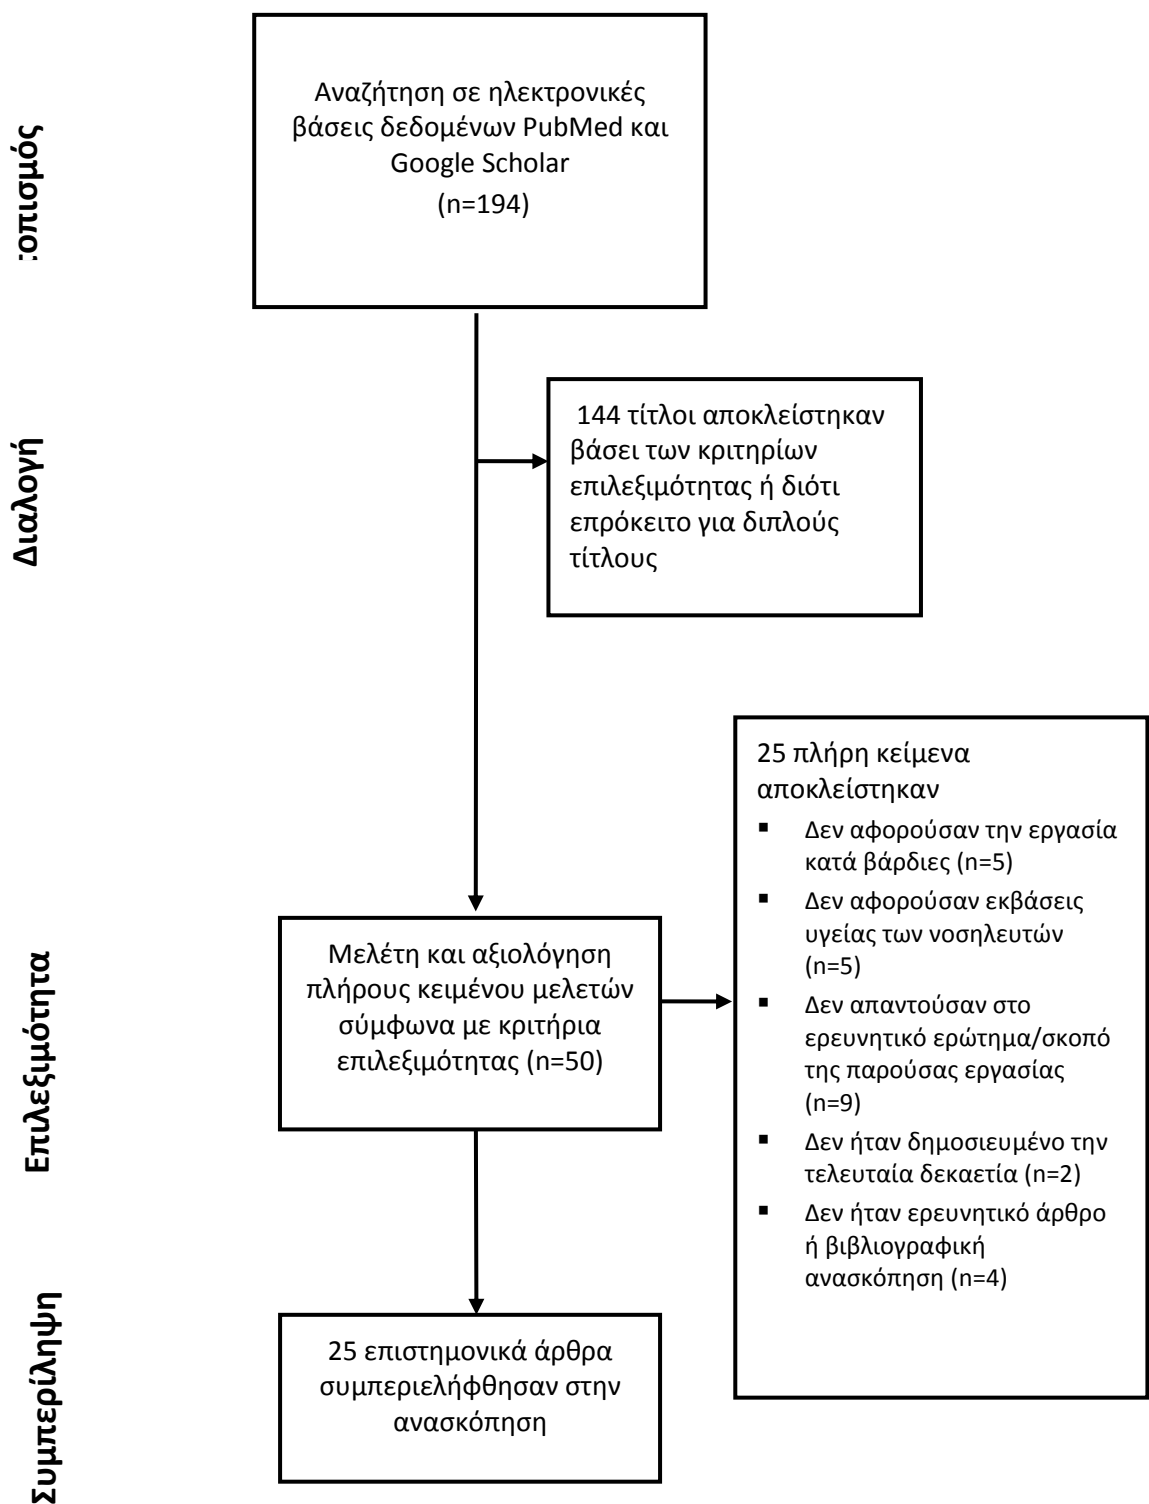 :οπισμός
Αναζήτηση σε ηλεκτρονικές
βάσεις δεδομένων PubMed και
Google Scholar
(n=194)
Διαλογή
144 τίτλοι αποκλείστηκαν
βάσει των κριτηρίων
επιλεξιμότητας ή διότι
επρόκειτο για διπλούς
τίτλους
Επιλεξιμότητα
Μελέτη και αξιολόγηση
πλήρους κειμένου μελετών
σύμφωνα με κριτήρια
επιλεξιμότητας (n=50)
25 πλήρη κείμενα
αποκλείστηκαν
▪ Δεν αφορούσαν την εργασία
κατά βάρδιες (n=5)
▪ Δεν αφορούσαν εκβάσεις
υγείας των νοσηλευτών
(n=5)
▪ Δεν απαντούσαν στο
ερευνητικό ερώτημα/σκοπό
της παρούσας εργασίας
(n=9)
▪ Δεν ήταν δημοσιευμένο την
τελευταία δεκαετία (n=2)
▪ Δεν ήταν ερευνητικό άρθρο
ή βιβλιογραφική
ανασκόπηση (n=4)
Συμπερίληψη
25 επιστημονικά άρθρα
συμπεριελήφθησαν στην
ανασκόπηση